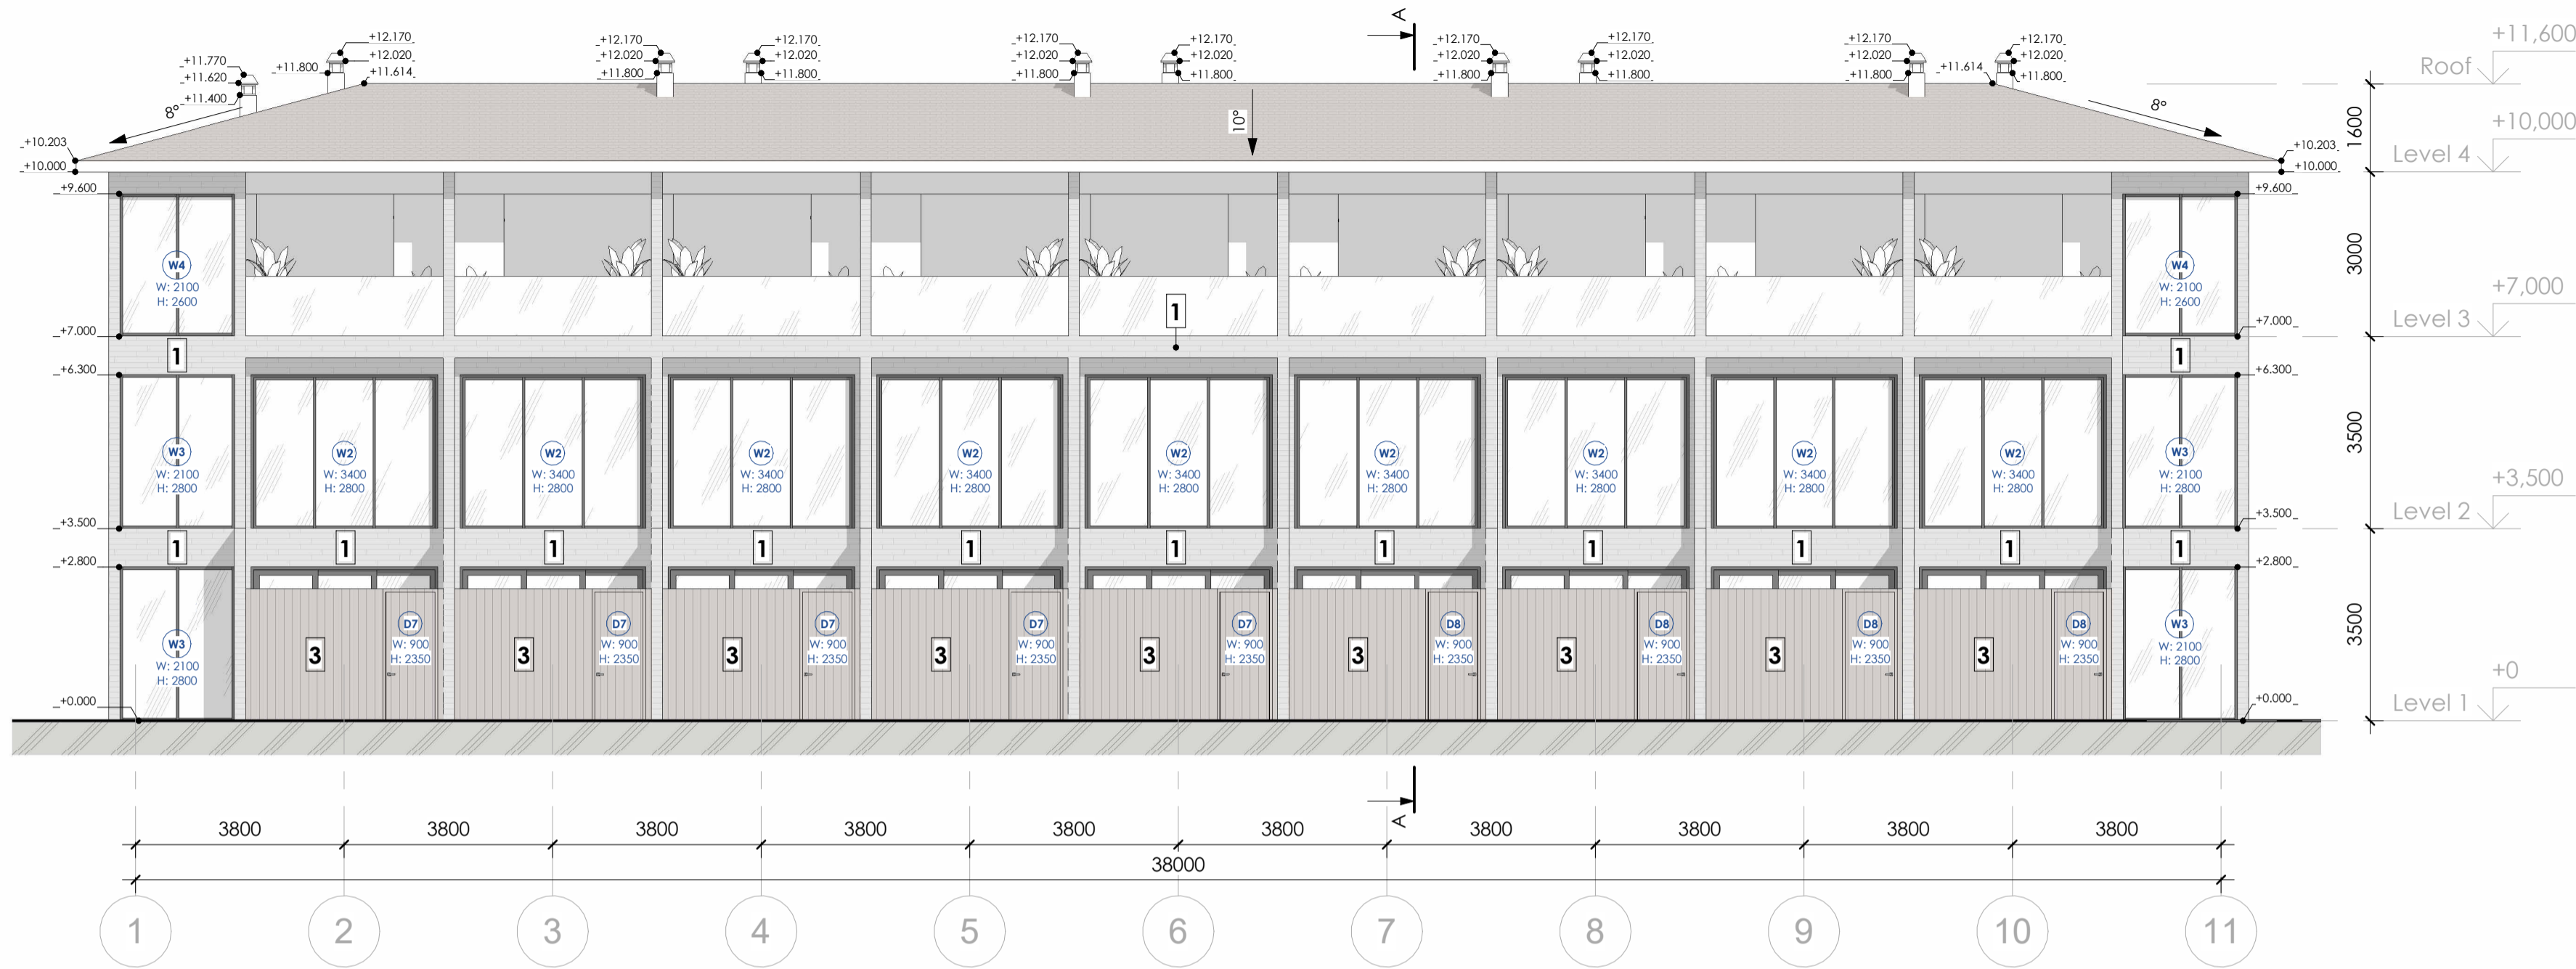 A
+11,600
Roof
+11.770
+11.620
+11.400
+12.170
+12.020
+11.800
+11.614
+12.170
+12.020
+11.800
+12.170
+12.020
+11.800
+12.170
+12.020
+11.800
+12.170
+12.020
+11.800
+12.170
+12.020
+11.800
+12.170
+12.020
+11.800
+12.170
+12.020
+11.800
+11.614
+12.170
+12.020
+11.800
8°
10°
8°
1600
+10,000
Level 4
+10.203
+10.000
+9.600
+10.203
+10.000
+9.600
W4
W: 2100
H: 2600
W4
W: 2100
H: 2600
3000
+7,000
Level 3
+7.000
1
+7.000
1
1
+6.300
+6.300
3500
W3
W: 2100
H: 2800
W2
W: 3400
H: 2800
W2
W: 3400
H: 2800
W2
W: 3400
H: 2800
W2
W: 3400
H: 2800
W2
W: 3400
H: 2800
W2
W: 3400
H: 2800
W2
W: 3400
H: 2800
W2
W: 3400
H: 2800
W2
W: 3400
H: 2800
W3
W: 2100
H: 2800
+3,500
Level 2
+3.500
+3.500
1
1
1
1
1
1
1
1
1
1
1
+2.800
+2.800
3500
W3
W: 2100
H: 2800
3
D7
W: 900
H: 2350
3
D7
W: 900
H: 2350
3
D7
W: 900
H: 2350
3
D7
W: 900
H: 2350
3
D7
W: 900
H: 2350
3
D8
W: 900
H: 2350
3
D8
W: 900
H: 2350
3
D8
W: 900
H: 2350
3
D8
W: 900
H: 2350
W3
W: 2100
H: 2800
+0
Level 1
+0.000
+0.000
A
3800
3800
3800
3800
3800
3800
3800
3800
3800
3800
38000
1
2
3
4
5
6
7
8
9
10
11